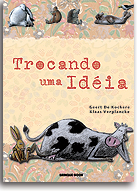 Trocando
uma Idéia
Geert De Kockere
Klaas Verplancke